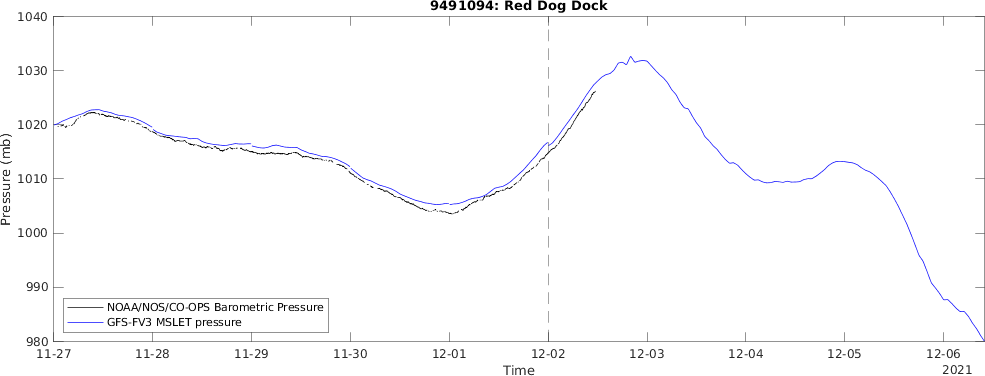 9491094: Red Dog Dock
Pressure (mb)
1040
1030
1020
1010
1000
990
980
NOAA/NOS/CO-OPS Barometric Pressure
GFS-FV3 MSLET pressure
11-27 11-28 11-29 11-30 12-01 12-02 12-03 12-04 12-05 12-06
Time
2021